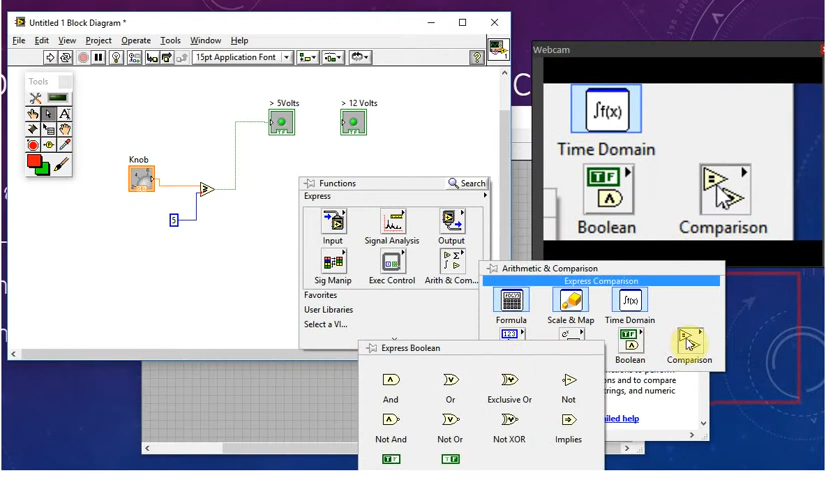 Untitled 1 Block Diagram *
File Edit View Project Operate Tools Window Help
15pt Application Font
1
Tools
A
> 5Volts
> 12 Volts
Knob
5
Functions
Search
Express
Input
Signal Analysis
Output
Sig Manip
Exec Control
Arith & Com...
Favorites
User Libraries
Select a VI...
Arithmetic & Comparison
Express Comparison
Formula
Scale & Map
Time Domain
Boolean
Comparison
Express Boolean
And
Or
Exclusive Or
Not
Not And
Not Or
Not XOR
Implies
Webcam
∫f(x)
Time Domain
T F
Boolean
Comparison
ons and to compare
trings, and numeric
ailed help